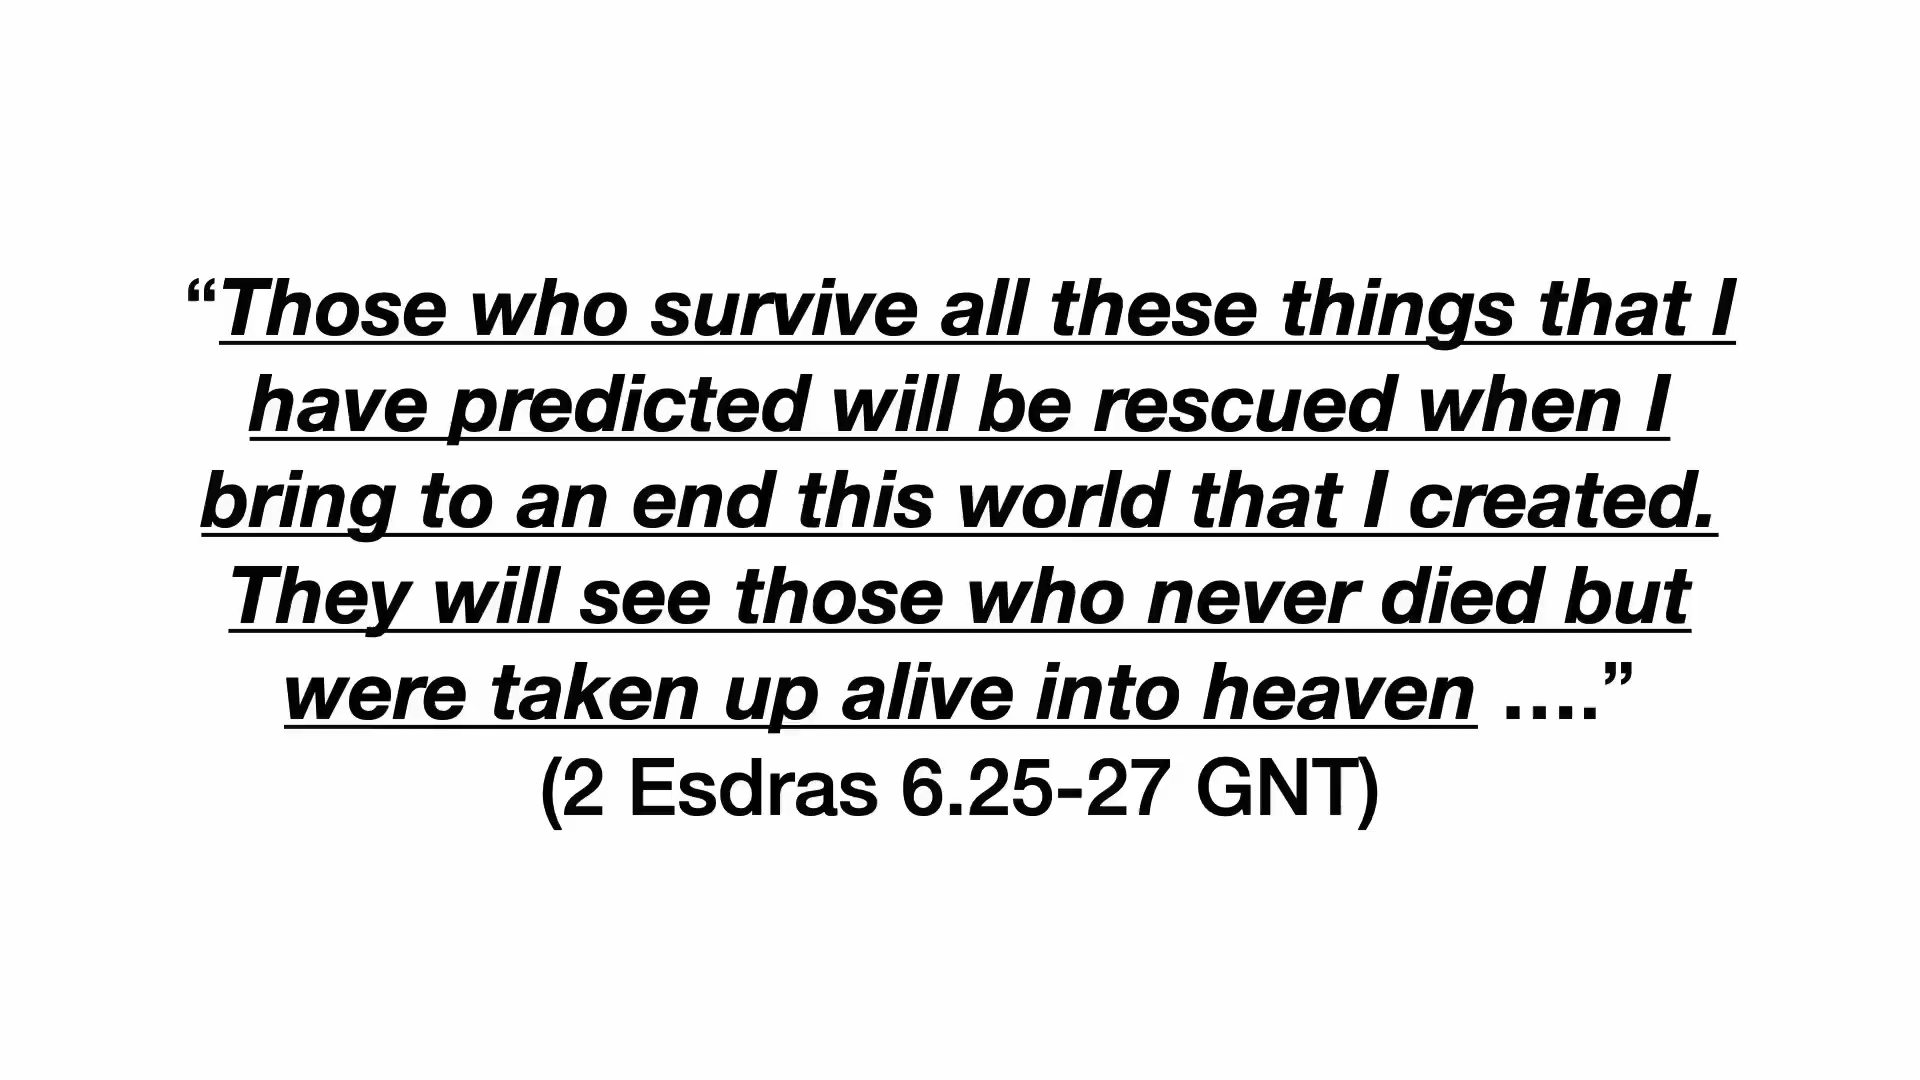 “Those who survive all these things that I
have predicted will be rescued when I
bring to an end this world that I created.
They will see those who never died but
were taken up alive into heaven ....”
(2 Esdras 6.25-27 GNT)